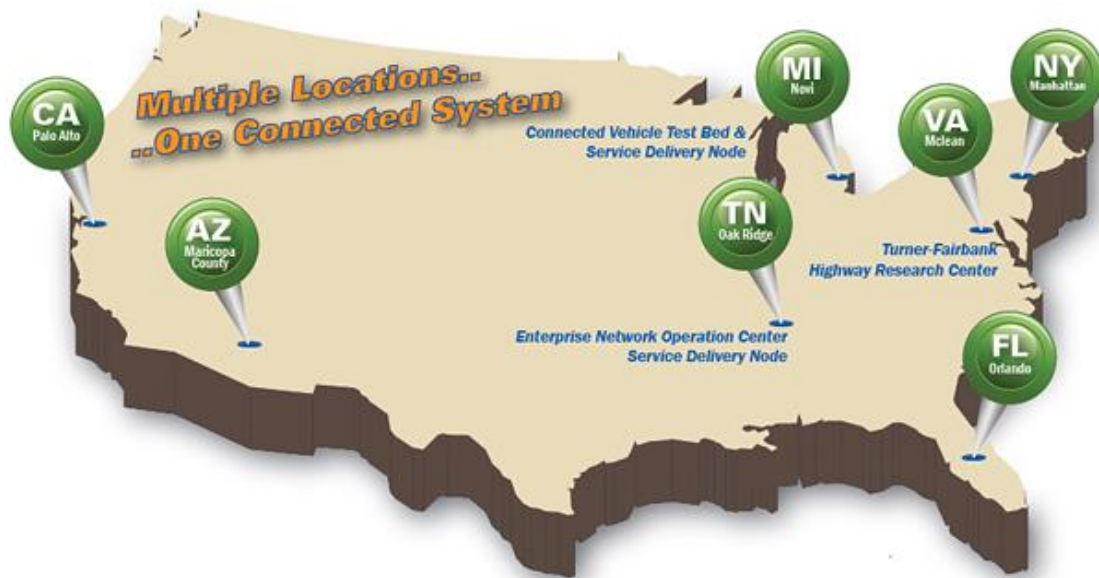 Multiple Locations..
..One Connected System
CA
Palo Alto
AZ
Maricopa
County
MI
Novi
Connected Vehicle Test Bed &
Service Delivery Node
NY
Manhattan
VA
Mclean
Turner-Fairbank
Highway Research Center
TN
Oak Ridge
Enterprise Network Operation Center
Service Delivery Node
FL
Orlando